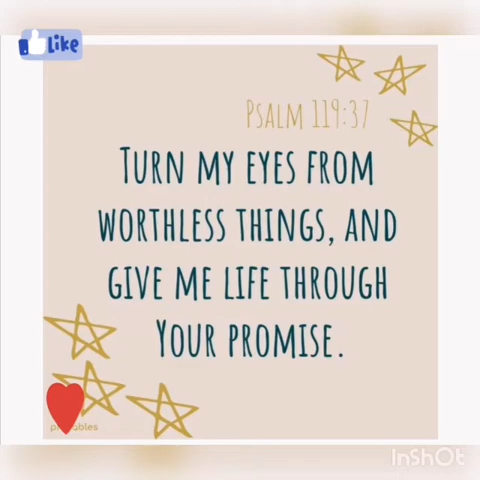 Like
PSALM 119:37
TURN MY EYES FROM
WORTHLESS THINGS, AND
GIVE ME LIFE THROUGH
YOUR PROMISE.
InShOt